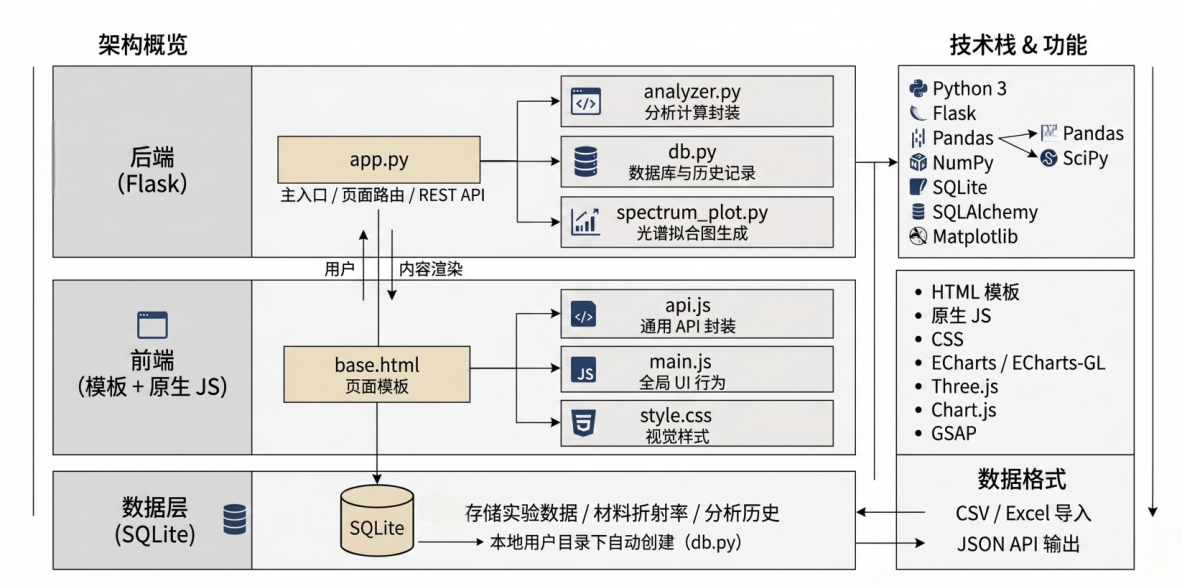 架构概览
后端
(Flask)
app.py
主入口 / 页面路由 / REST API
analyzer.py
分析计算封装
db.py
数据库与历史记录
spectrum_plot.py
光谱拟合图生成
用户
内容渲染
前端
(模板 + 原生 JS)
base.html
页面模板
api.js
通用 API 封装
JS
main.js
全局 UI 行为
style.css
视觉样式
数据层
(SQLite)
SQLite
存储实验数据 / 材料折射率 / 分析历史
本地用户目录下自动创建（db.py）
技术栈 & 功能
Python 3
Flask
Pandas
Pandas
SciPy
NumPy
SQLite
SQLAlchemy
Matplotlib
• HTML 模板
• 原生 JS
• CSS
• ECharts / ECharts-GL
• Three.js
• Chart.js
• GSAP
数据格式
CSV / Excel 导入
JSON API 输出